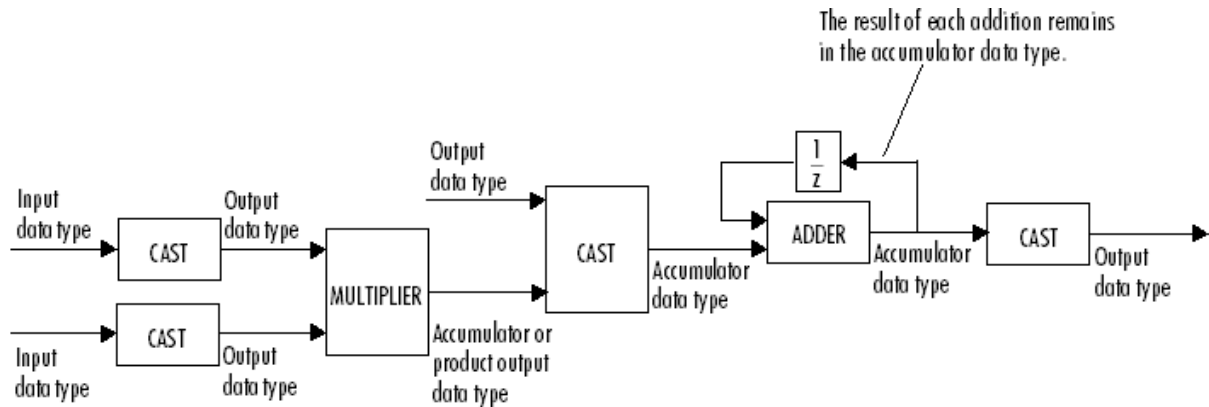 The result of each addition remains
in the accumulator data type.
Output
data type
1
z
Input
data type
Output
data type
CAST
MULTIPLIER
CAST
ADDER
CAST
Accumulator
data type
Accumulator
data type
Output
data type
CAST
Input
data type
Output
data type
Accumulator or
product output
data type